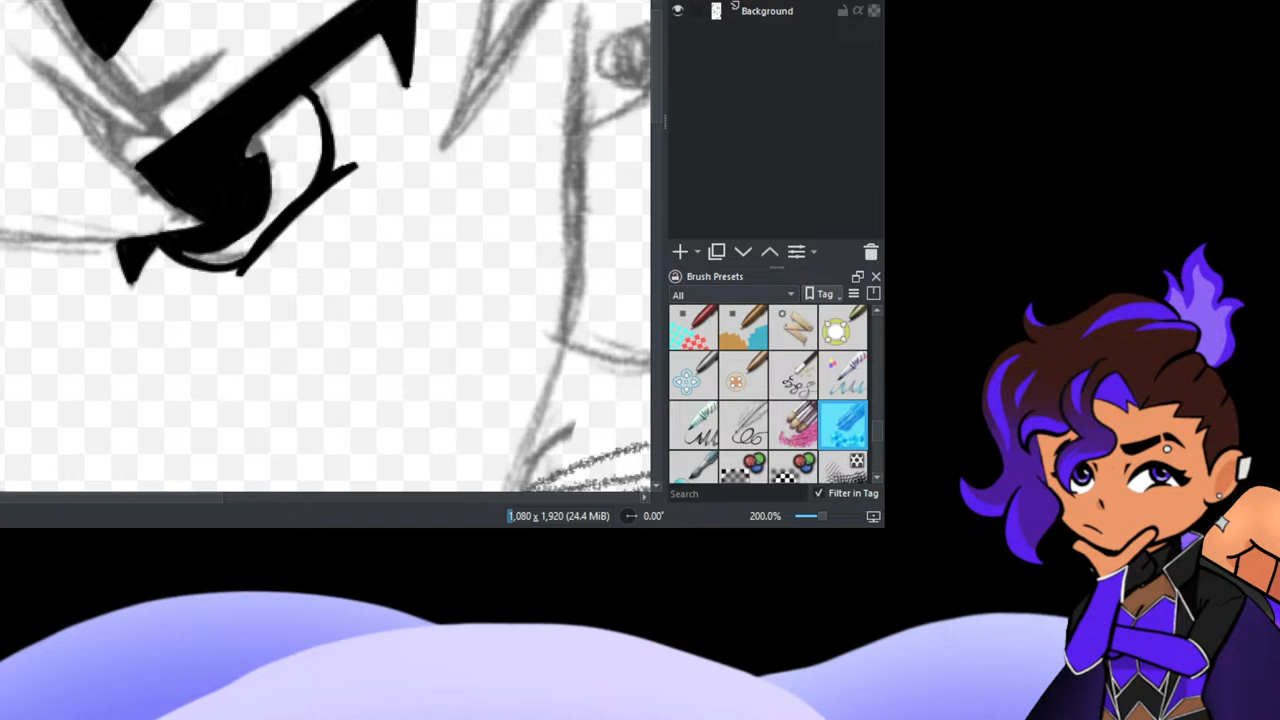 Background
Brush Presets
All
Tag
Search
Filter in Tag
1,080 x 1,920 (24.4 MiB)
0.00°
200.0%